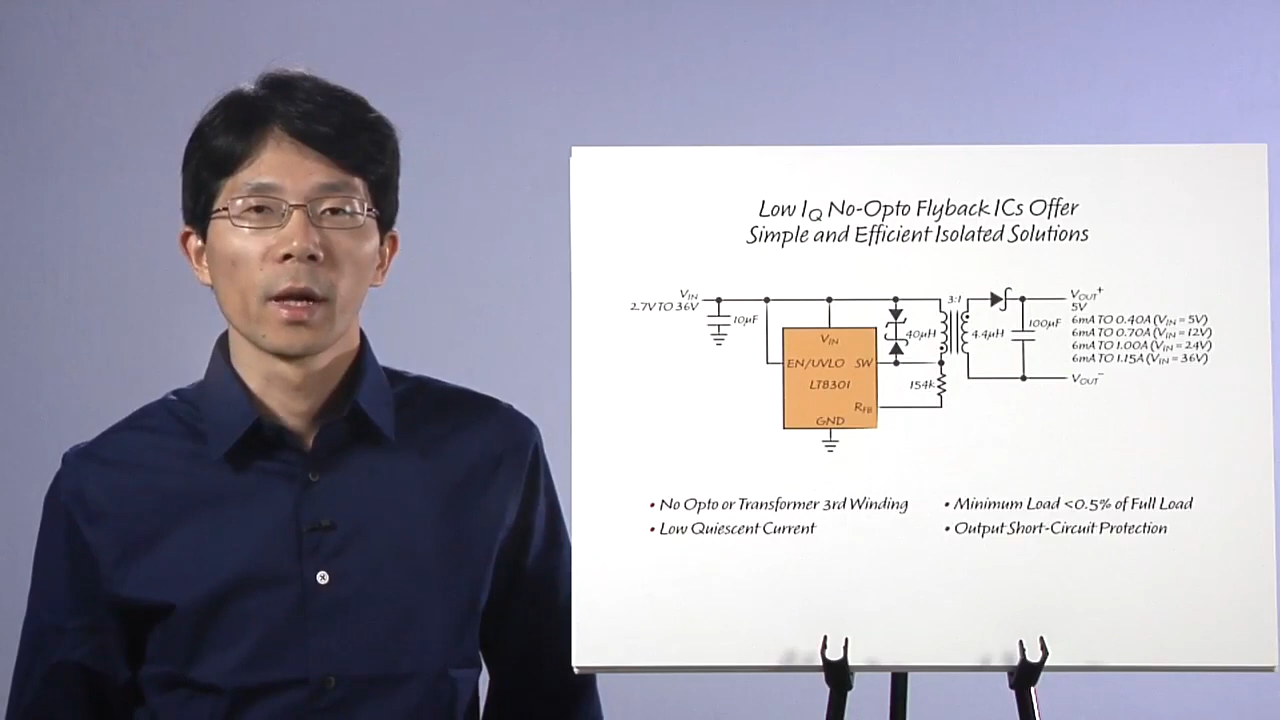 Low IQ No-Opto Flyback ICs Offer
Simple and Efficient Isolated Solutions
VIN
2.7V TO 36V
10µF
VIN
EN/UVLO SW
LT8301
RFB
GND
40µH
154k
3:1
4.4µH
100µF
VOUT+
5V
6mA TO 0.40A (VIN = 5V)
6mA TO 0.70A (VIN = 12V)
6mA TO 1.00A (VIN = 24V)
6mA TO 1.15A (VIN = 36V)
VOUT–
• No Opto or Transformer 3rd Winding
• Low Quiescent Current
• Minimum Load <0.5% of Full Load
• Output Short-Circuit Protection